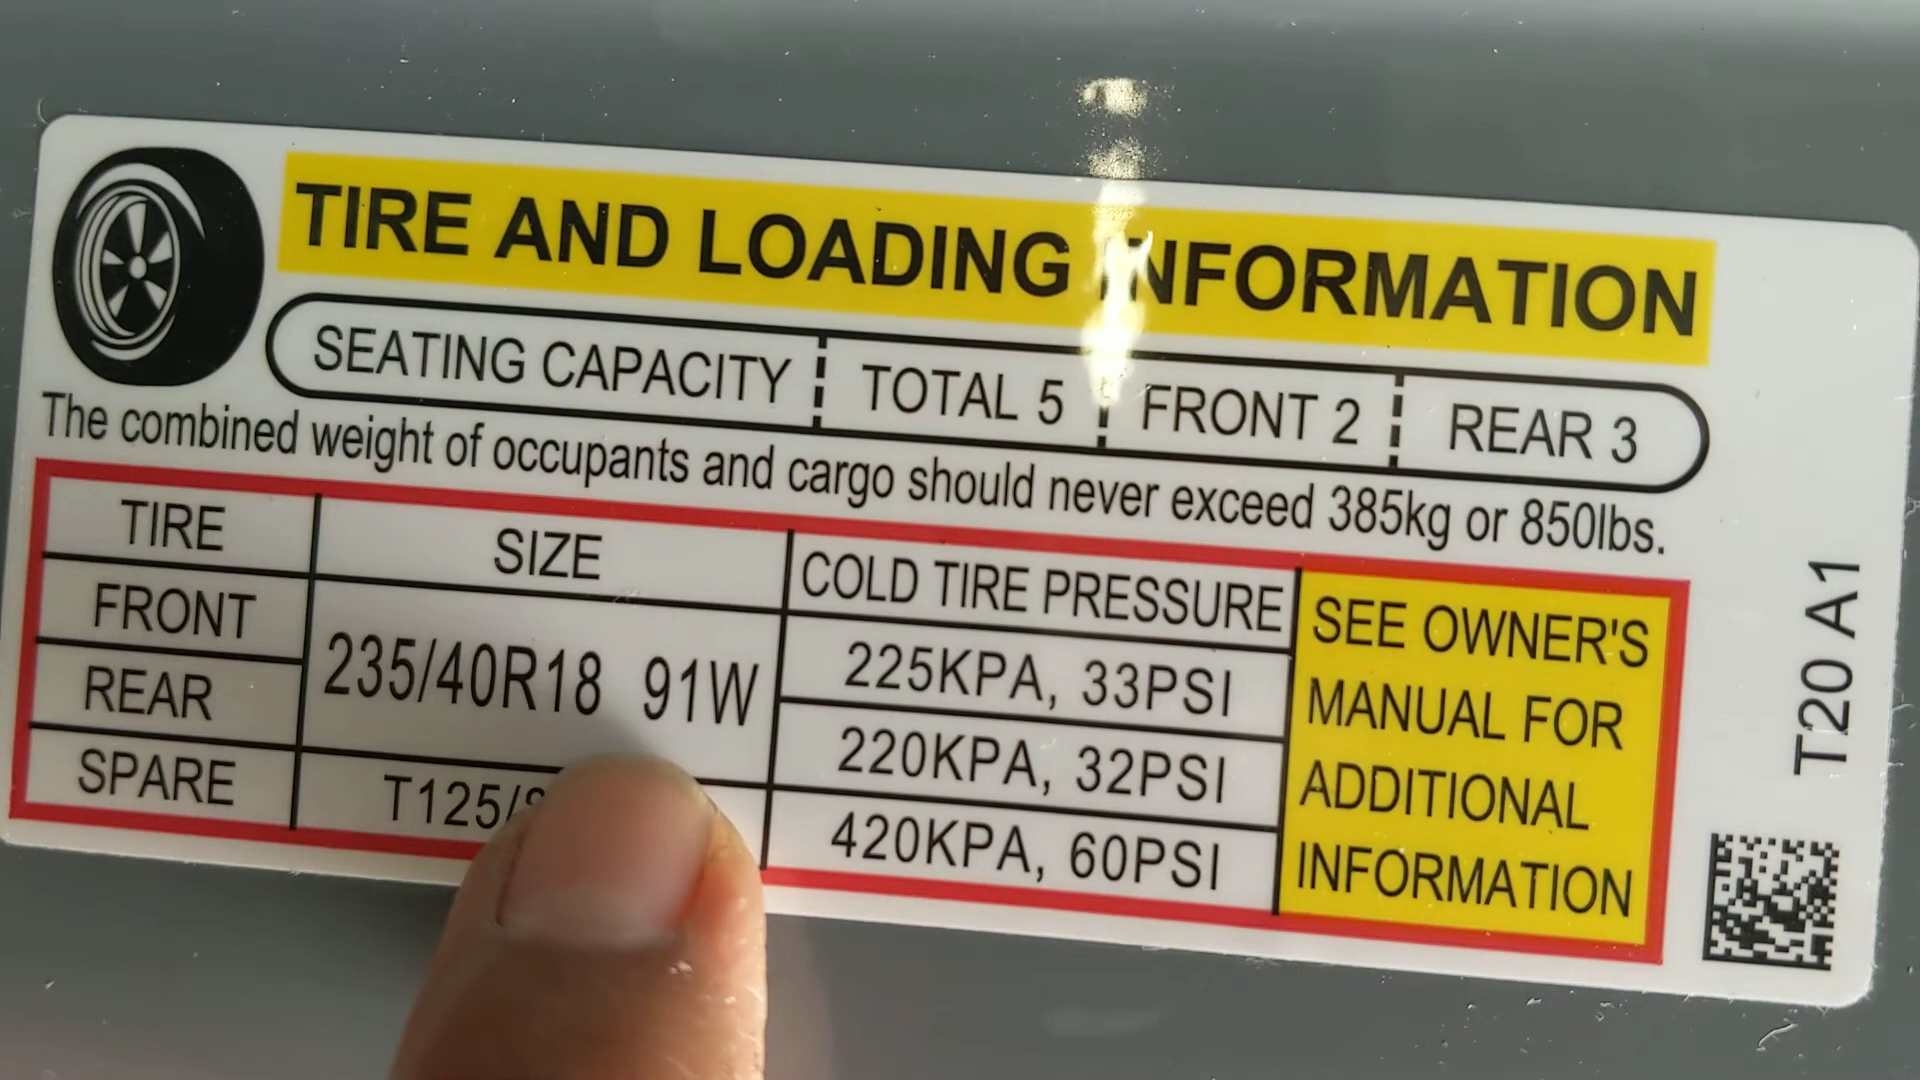 TIRE AND LOADING INFORMATION
SEATING CAPACITY TOTAL 5 FRONT 2 REAR 3
The combined weight of occupants and cargo should never exceed 385kg or 850lbs.
TIRE SIZE COLD TIRE PRESSURE
FRONT 235/40R18 91W 225KPA, 33PSI
REAR 220KPA, 32PSI
SPARE T125/ 420KPA, 60PSI
SEE OWNER'S
MANUAL FOR
ADDITIONAL
INFORMATION
T20 A1